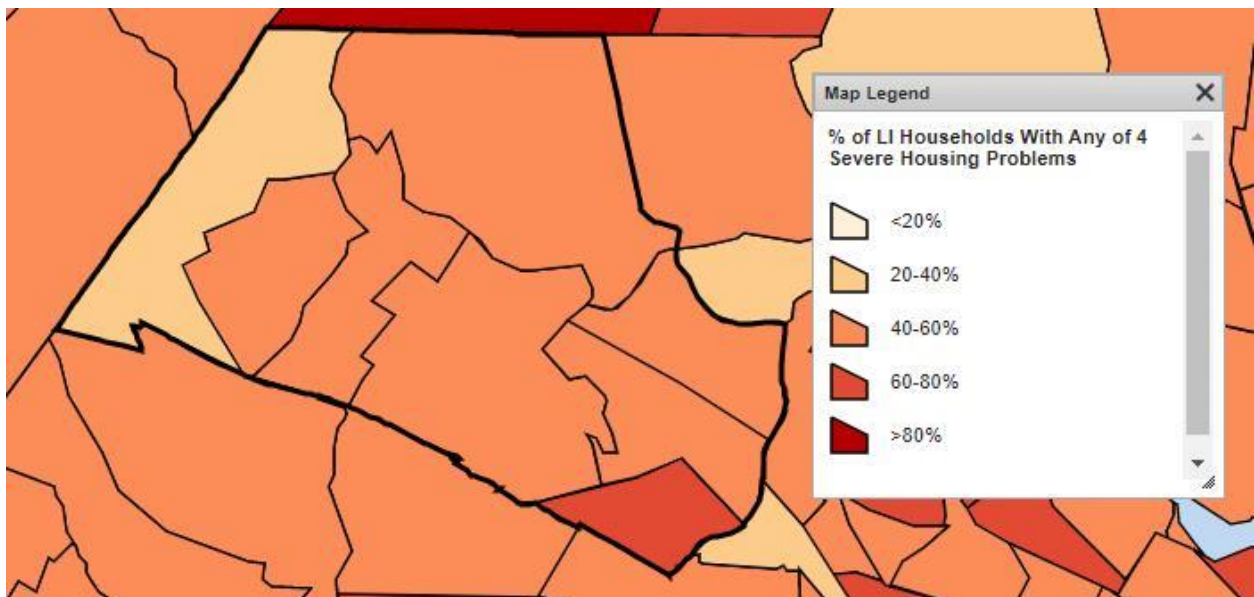 Map Legend
% of LI Households With Any of 4
Severe Housing Problems
<20%
20-40%
40-60%
60-80%
>80%